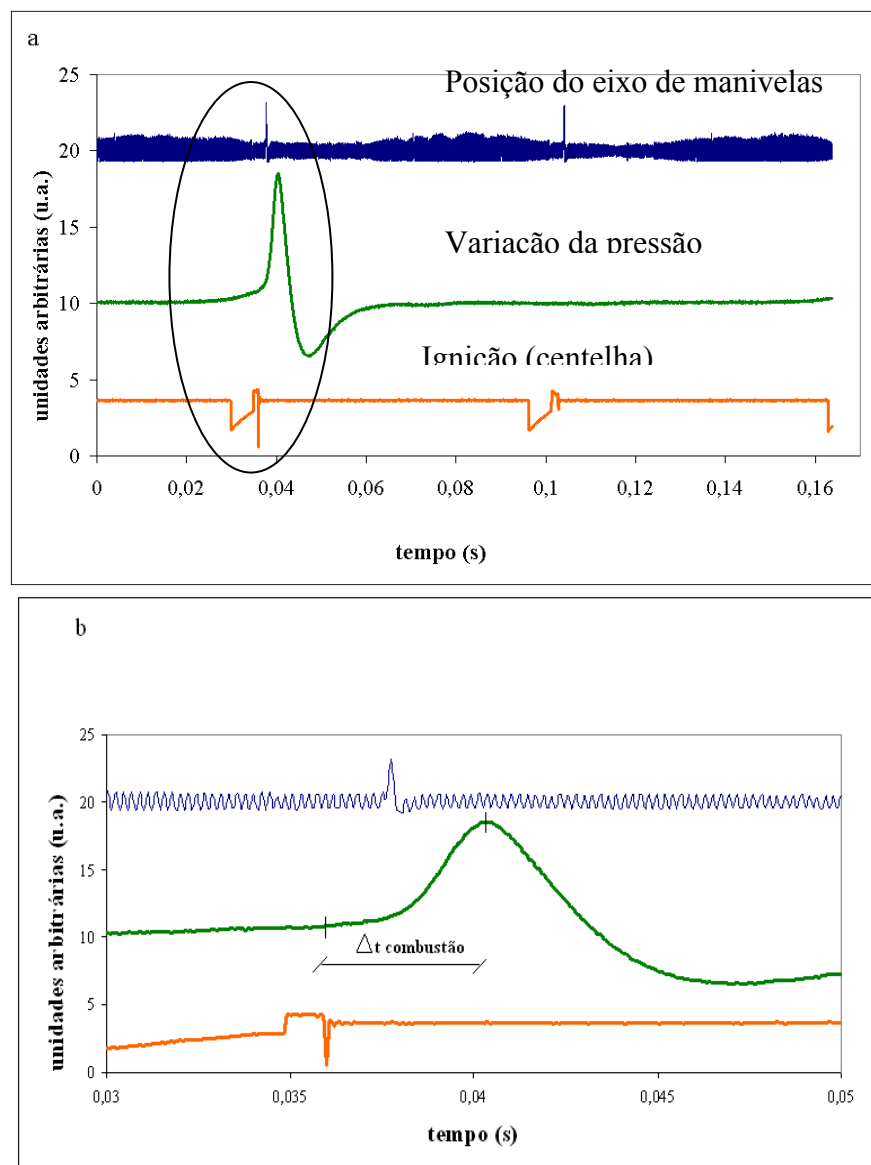 a
25
20
15
10
5
0
unidades arbitrárias (u.a.)
Posição do eixo de manivelas
Variação da pressão
Ignição (centelha)
0 0,02 0,04 0,06 0,08 0,1 0,12 0,14 0,16
tempo (s)
b
25
20
15
10
5
0
unidades arbitrárias (u.a.)
Δt combustão
0,03 0,035 0,04 0,045 0,05
tempo (s)